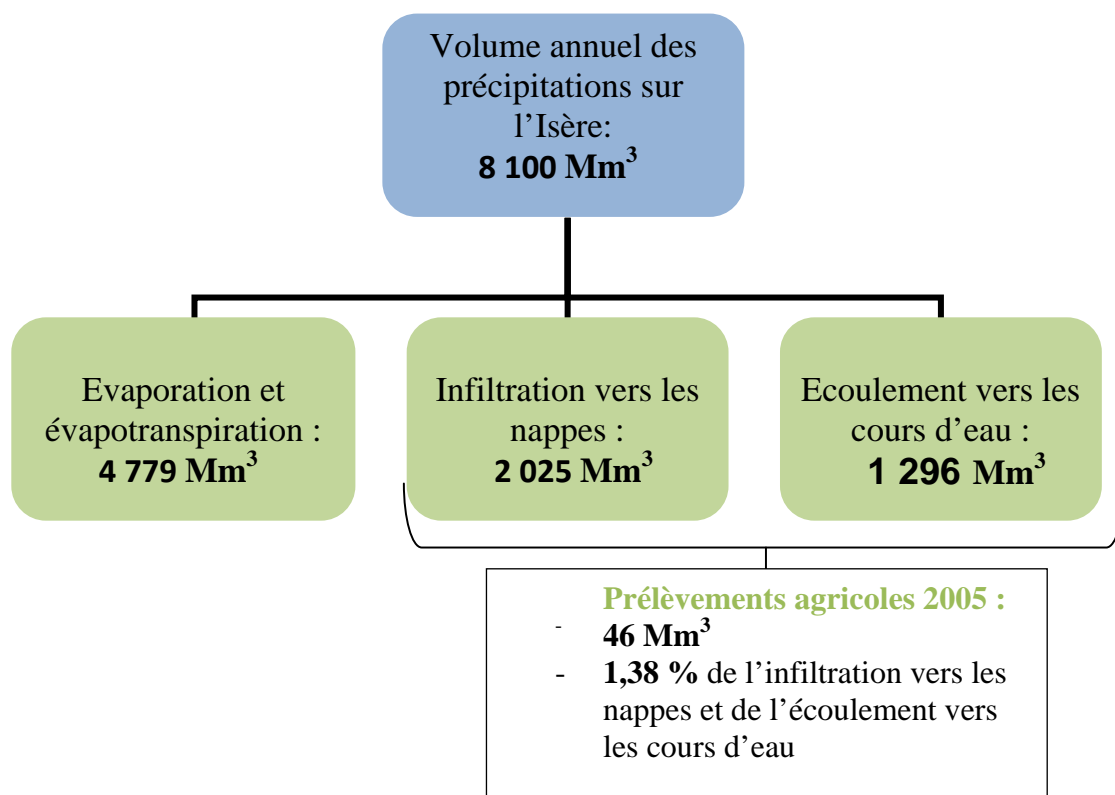 Volume annuel des
précipitations sur
l’Isère:
8 100 Mm³
Evaporation et
évapotranspiration :
4 779 Mm³
Infiltration vers les
nappes :
2 025 Mm³
Ecoulement vers les
cours d’eau :
1 296 Mm³
Prélèvements agricoles 2005 :
- 46 Mm³
- 1,38 % de l’infiltration vers les
nappes et de l’écoulement vers
les cours d’eau